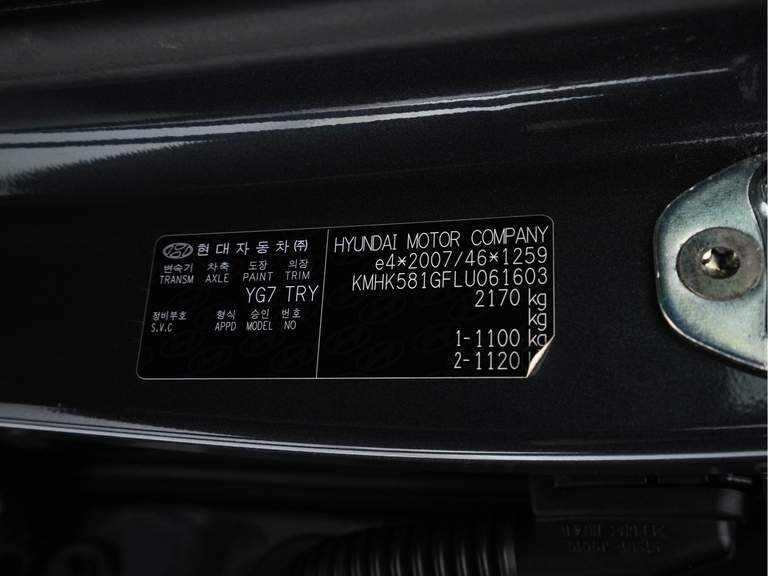 현대자동차㈜
변속기 차축 도장 의장
TRANSM AXLE PAINT TRIM
YG7 TRY
정비부호 형식 승인 번호
S.V.C APPD MODEL NO
HYUNDAI MOTOR COMPANY
e4*2007/46*1259
KMHK581GFLU061603
2170 kg
kg
1-1100 kg
2-1120